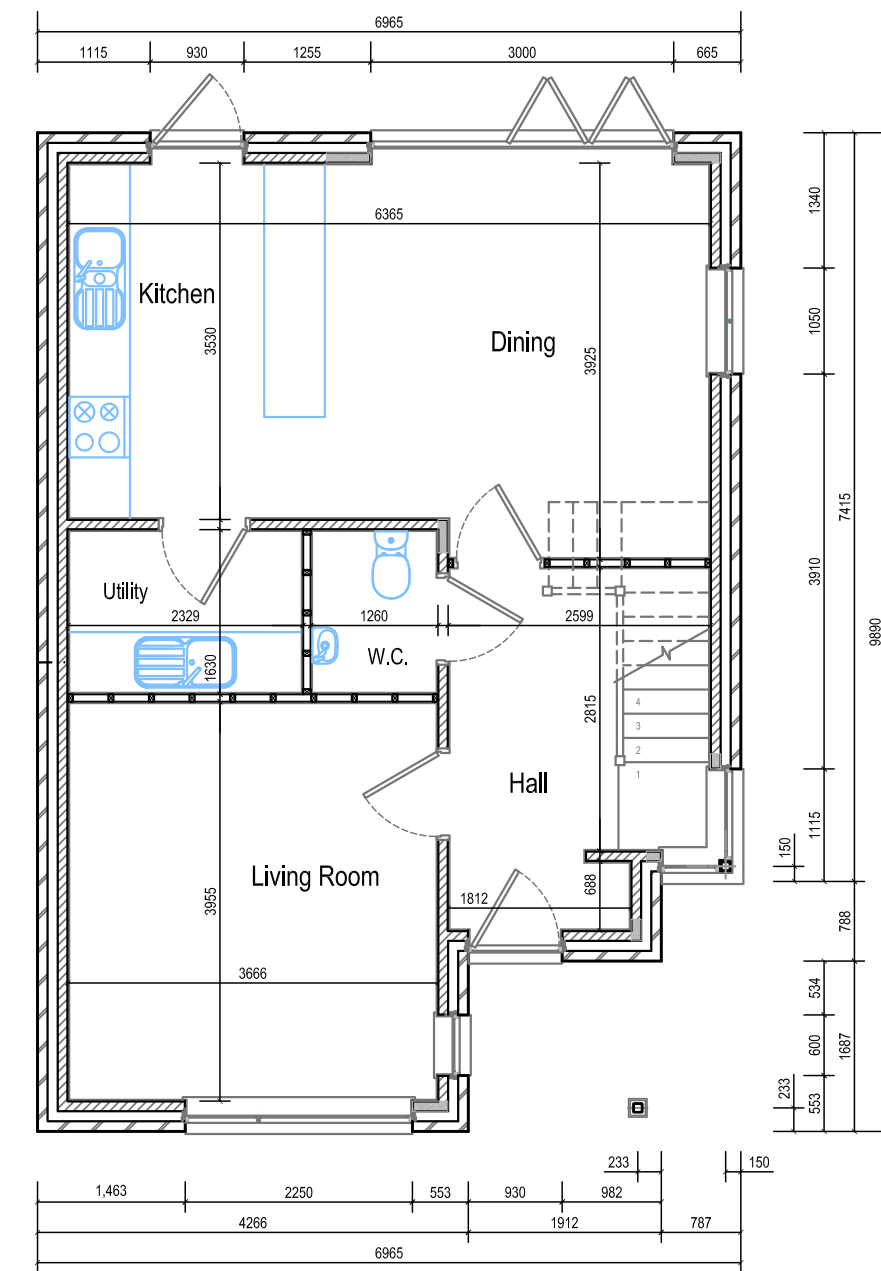 6965
1115 930 1255 3000 665
6365
Kitchen
Dining
3530
3925
1340
1050
3910
7415
9890
Utility
2329 1260 2599
W.C.
1630
2815
4
3
2
1
Hall
Living Room
3955
3666
1812
688
150
1115
788
534
600
1687
233
553
233 150
1,463 2250 553 930 982
4266 1912 787
6965